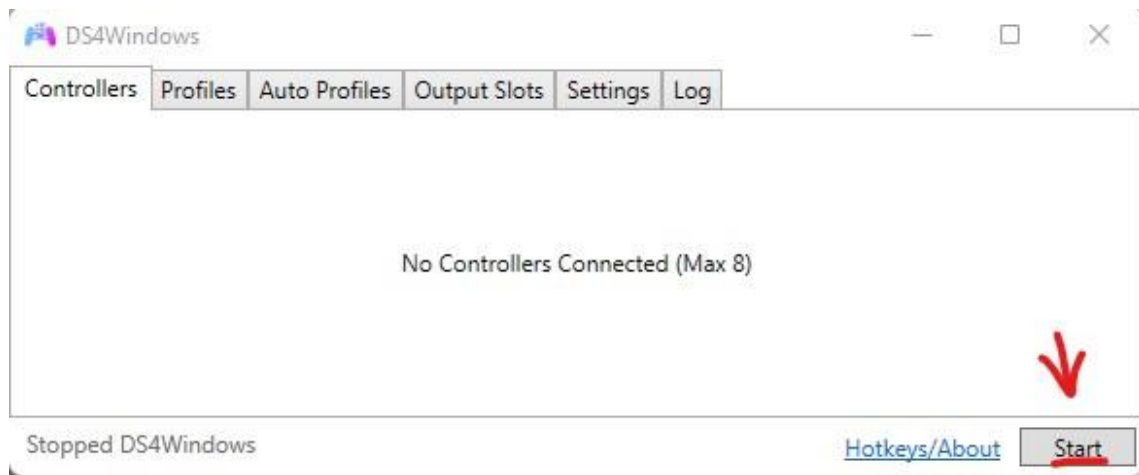 DS4Windows
Controllers Profiles Auto Profiles Output Slots Settings Log
No Controllers Connected (Max 8)
Stopped DS4Windows Hotkeys/About Start